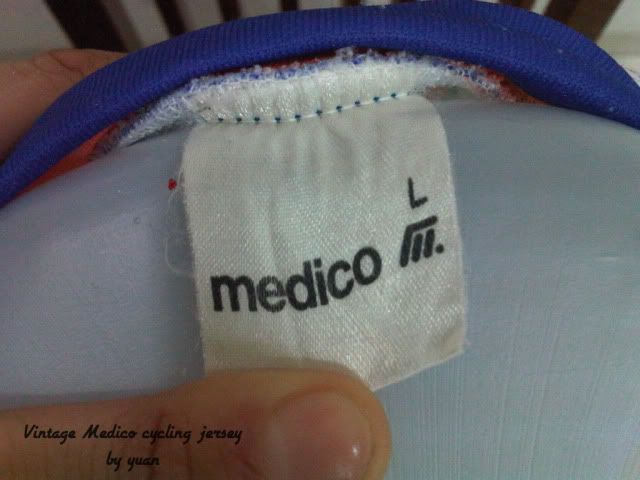 L
medico
Vintage Medico cycling jersey
by yuan